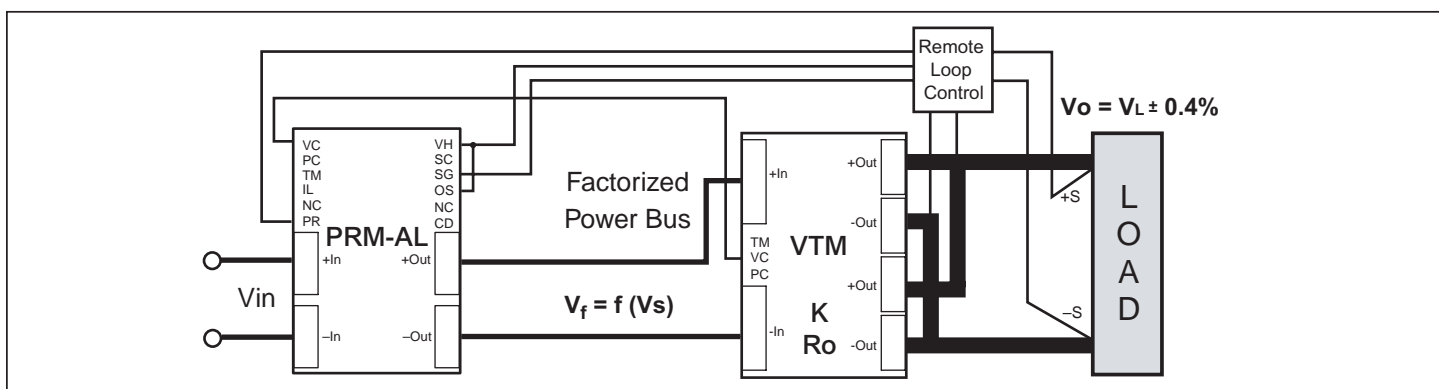 Remote
Loop
Control
Vo = VL ± 0.4%
VC
PC
TM
IL
NC
PR
VH
SC
SG
OS
NC
CD
PRM-AL
+In
+Out
–In
–Out
Vin
Factorized
Power Bus
Vf = f (Vs)
+In
TM
VC
PC
-In
VTM
K
Ro
+Out
-Out
+Out
-Out
+S
–S
L
O
A
D